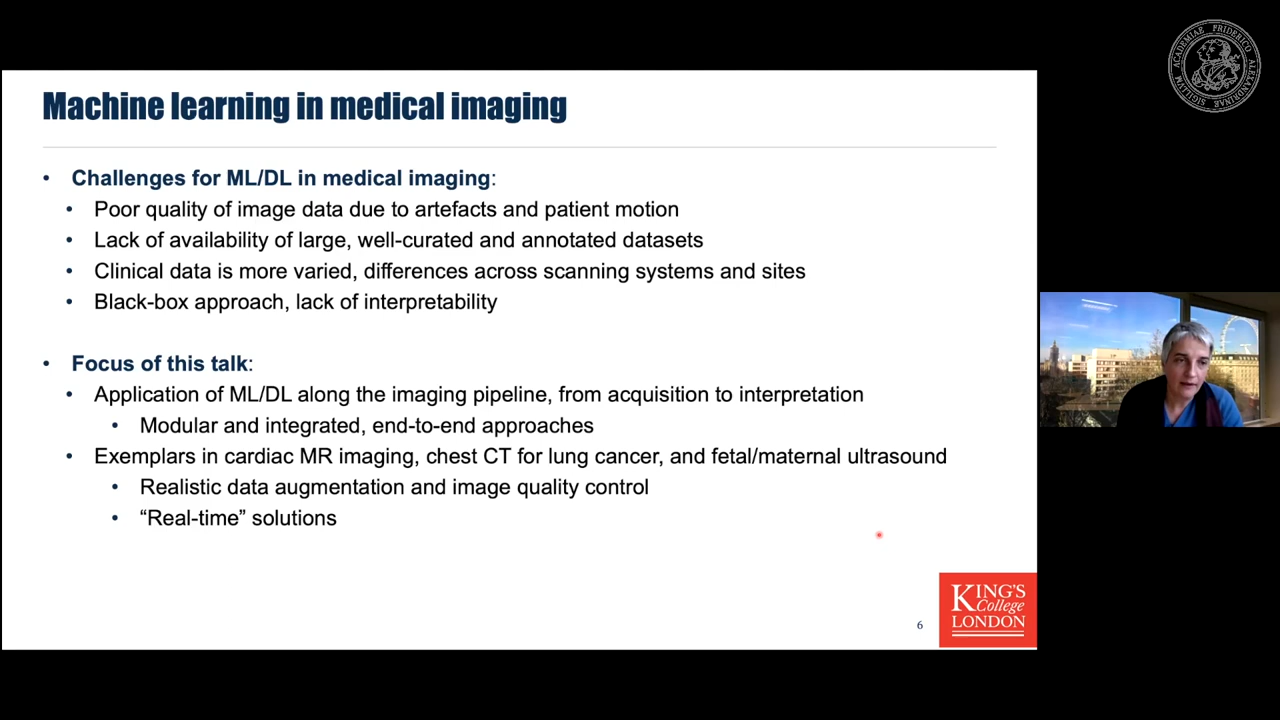 Machine learning in medical imaging
• Challenges for ML/DL in medical imaging:
• Poor quality of image data due to artefacts and patient motion
• Lack of availability of large, well-curated and annotated datasets
• Clinical data is more varied, differences across scanning systems and sites
• Black-box approach, lack of interpretability
• Focus of this talk:
• Application of ML/DL along the imaging pipeline, from acquisition to interpretation
• Modular and integrated, end-to-end approaches
• Exemplars in cardiac MR imaging, chest CT for lung cancer, and fetal/maternal ultrasound
• Realistic data augmentation and image quality control
• “Real-time” solutions
6
KING'S
College
LONDON
ACADEMIAE FRIDERICO ALEXANDRINAE SIGILLVM